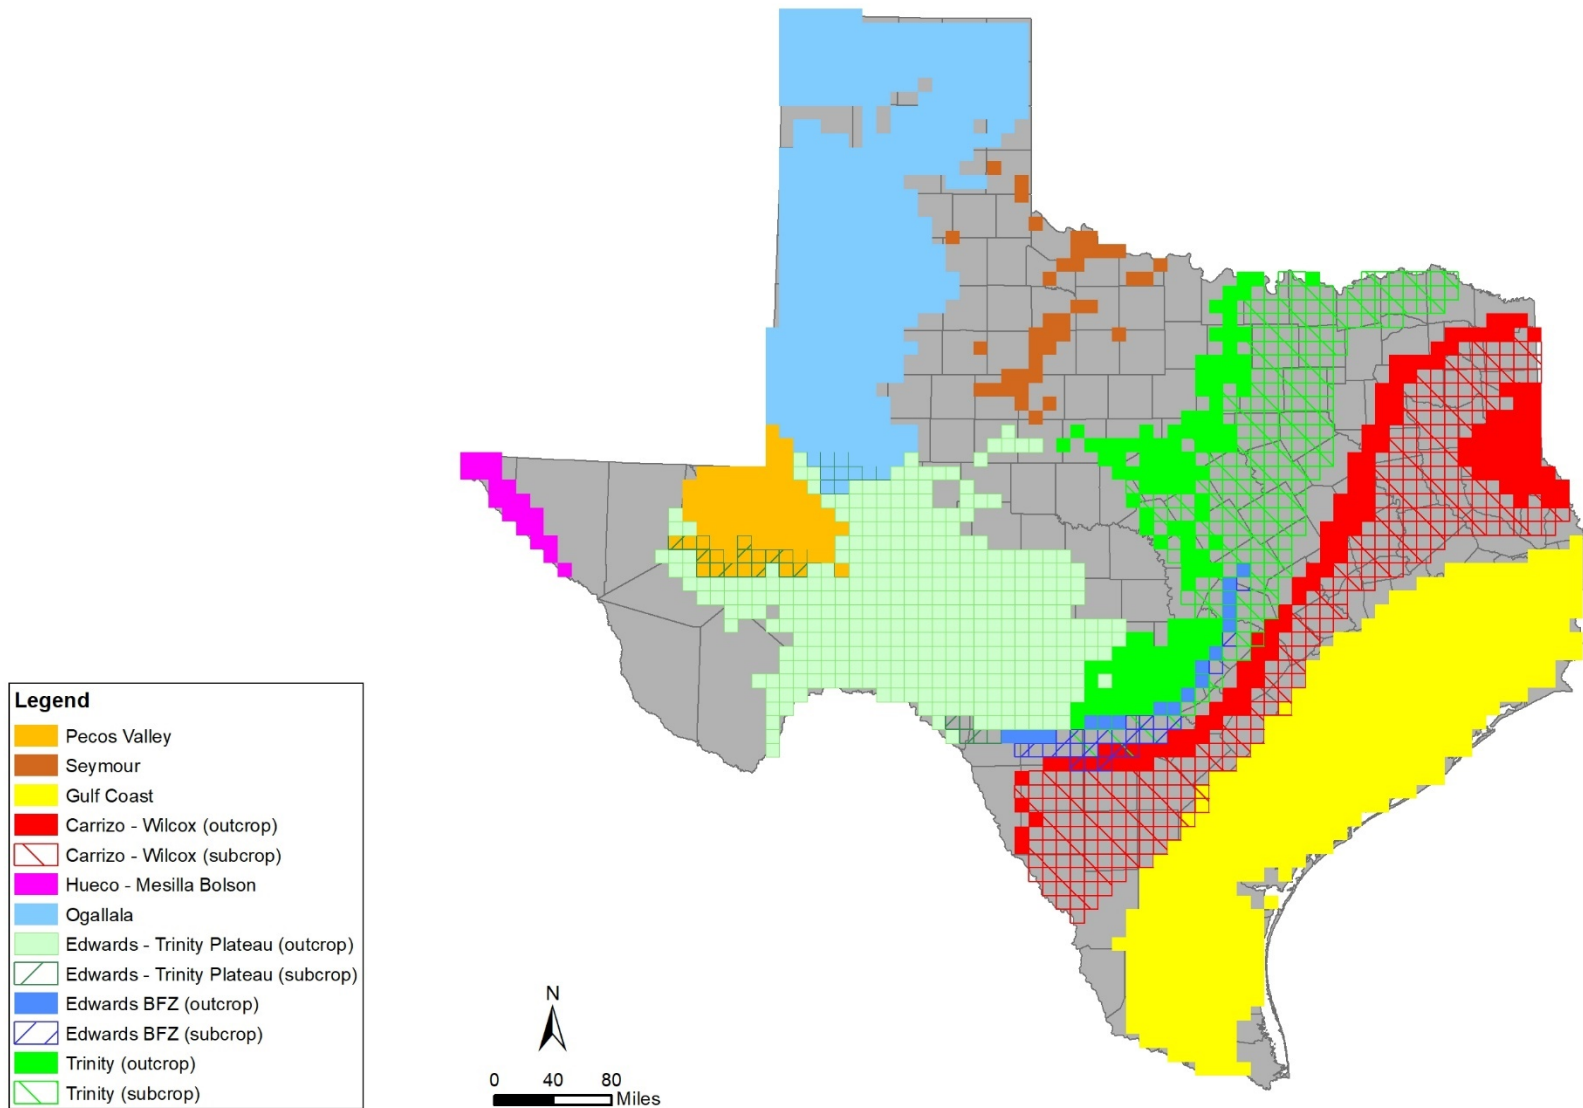 Legend
Pecos Valley
Seymour
Gulf Coast
Carrizo - Wilcox (outcrop)
Carrizo - Wilcox (subcrop)
Hueco - Mesilla Bolson
Ogallala
Edwards - Trinity Plateau (outcrop)
Edwards - Trinity Plateau (subcrop)
Edwards BFZ (outcrop)
Edwards BFZ (subcrop)
Trinity (outcrop)
Trinity (subcrop)
N
0 40 80
Miles